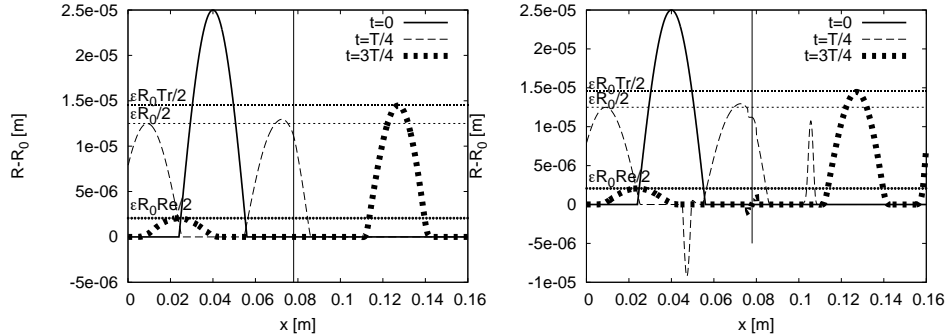 2.5e-05
2e-05
1.5e-05
1e-05
5e-06
0
-5e-06
R-R0 [m]
0 0.02 0.04 0.06 0.08 0.1 0.12 0.14 0.16
x [m]
t=0
t=T/4
t=3T/4
εR0Tr/2
εR0/2
εR0Re/2
2.5e-05
2e-05
1.5e-05
1e-05
5e-06
0
-5e-06
-1e-05
R-R0 [m]
0 0.02 0.04 0.06 0.08 0.1 0.12 0.14 0.16
x [m]
t=0
t=T/4
t=3T/4
εR0Tr/2
εR0/2
εR0Re/2